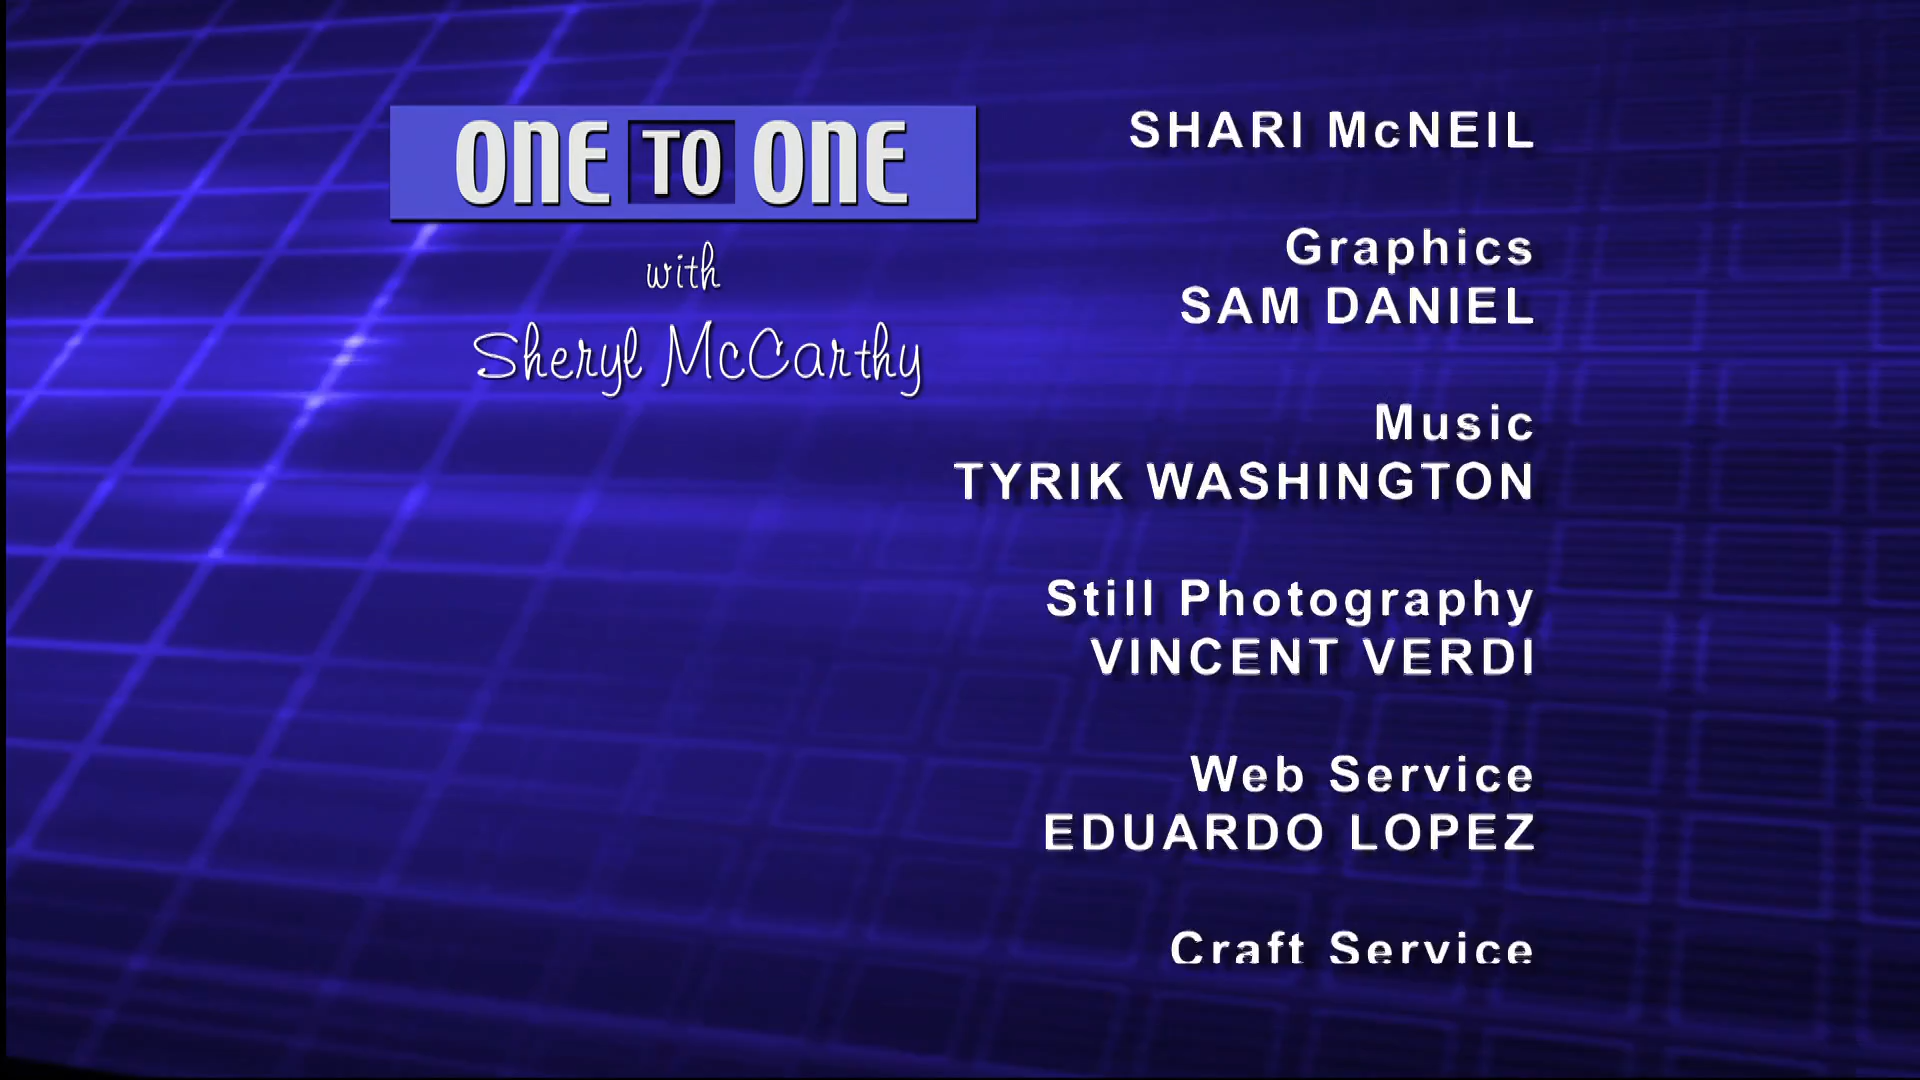 ONE TO ONE
with
Sheryl McCarthy
SHARI McNEIL
Graphics
SAM DANIEL
Music
TYRIK WASHINGTON
Still Photography
VINCENT VERDI
Web Service
EDUARDO LOPEZ
Craft Service